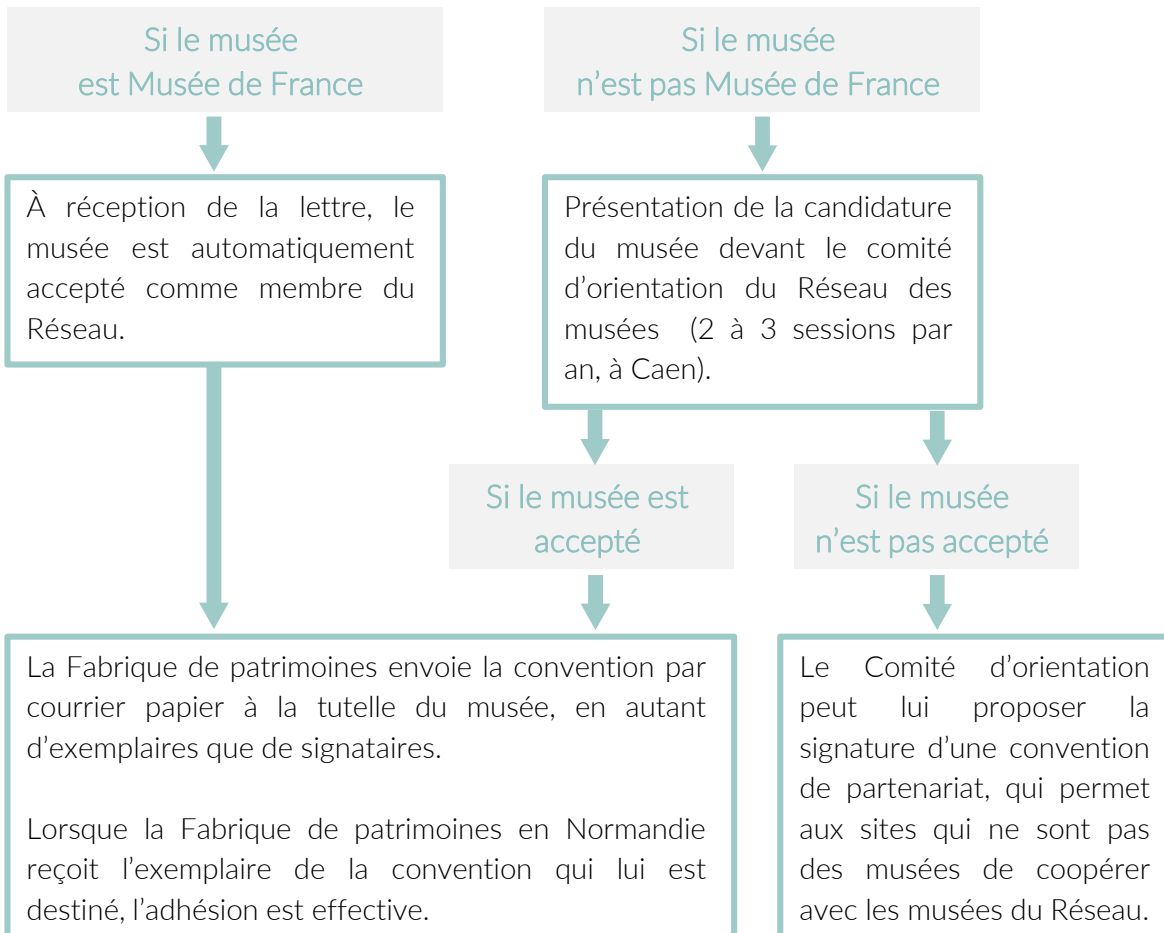 Si le musée
est Musée de France
Si le musée
n'est pas Musée de France
À réception de la lettre, le
musée est automatiquement
accepté comme membre du
Réseau.
Présentation de la candidature
du musée devant le comité
d'orientation du Réseau des
musées (2 à 3 sessions par
an, à Caen).
Si le musée est
accepté
Si le musée
n'est pas accepté
La Fabrique de patrimoines envoie la convention par
courrier papier à la tutelle du musée, en autant
d'exemplaires que de signataires.
Lorsque la Fabrique de patrimoines en Normandie
reçoit l'exemplaire de la convention qui lui est
destiné, l'adhésion est effective.
Le Comité d'orientation
peut lui proposer la
signature d'une convention
de partenariat, qui permet
aux sites qui ne sont pas
des musées de coopérer
avec les musées du Réseau.